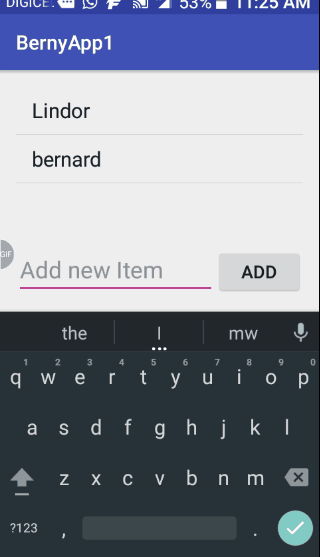 DIGICE 53% 11:25 AM
BernyApp1
Lindor
bernard
GIF
Add new Item ADD
the I mw
1 2 3 4 5 6 7 8 9 0
q w e r t y u i o p
a s d f g h j k l
z x c v b n m
?123 , .